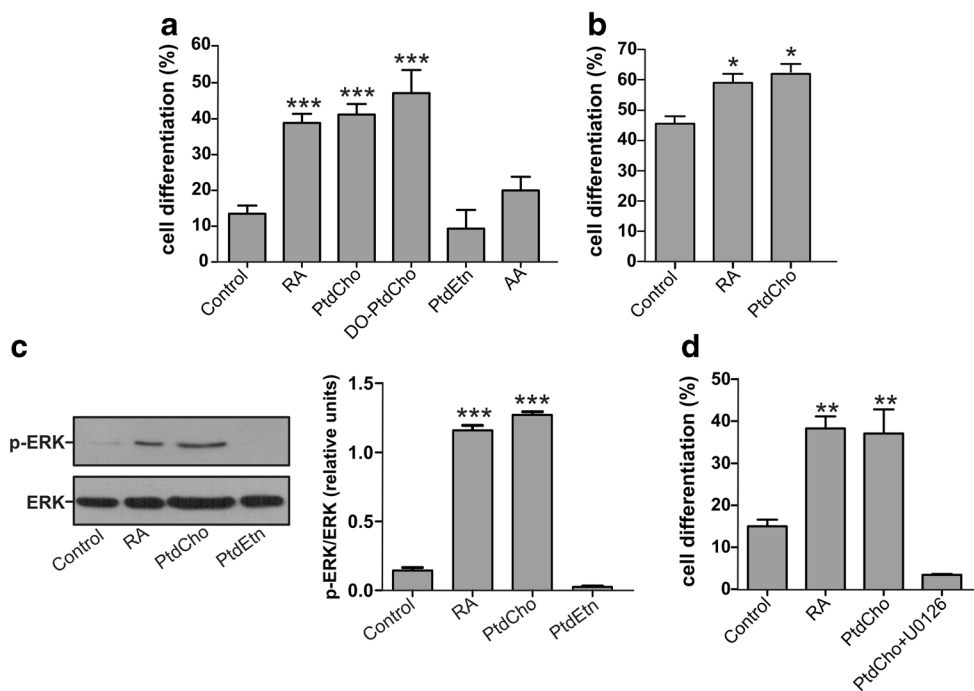 a
cell differentiation (%)
60
50
40
30
20
10
0
***
***
***
Control
RA
PtdCho
DO-PtdCho
PtdEtn
AA
b
cell differentiation (%)
70
60
50
40
30
20
10
0
*
*
Control
RA
PtdCho
c
p-ERK
ERK
Control
RA
PtdCho
PtdEtn
p-ERK/ERK (relative units)
1.5
1.0
0.5
0.0
***
***
Control
RA
PtdCho
PtdEtn
d
cell differentiation (%)
50
40
30
20
10
0
**
**
Control
RA
PtdCho
PtdCho+U0126